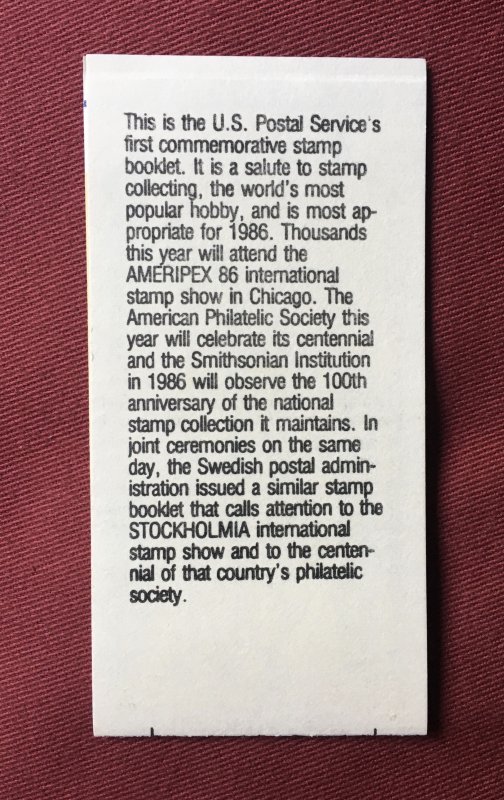 This is the U.S. Postal Service's
first commemorative stamp
booklet. It is a salute to stamp
collecting, the world's most
popular hobby, and is most ap-
propriate for 1986. Thousands
this year will attend the
AMERIPEX 86 international
stamp show in Chicago. The
American Philatelic Society this
year will celebrate its centennial
and the Smithsonian Institution
in 1986 will observe the 100th
anniversary of the national
stamp collection it maintains. In
joint ceremonies on the same
day, the Swedish postal admin-
istration issued a similar stamp
booklet that calls attention to the
STOCKHOLMIA international
stamp show and to the centen-
nial of that country's philatelic
society.